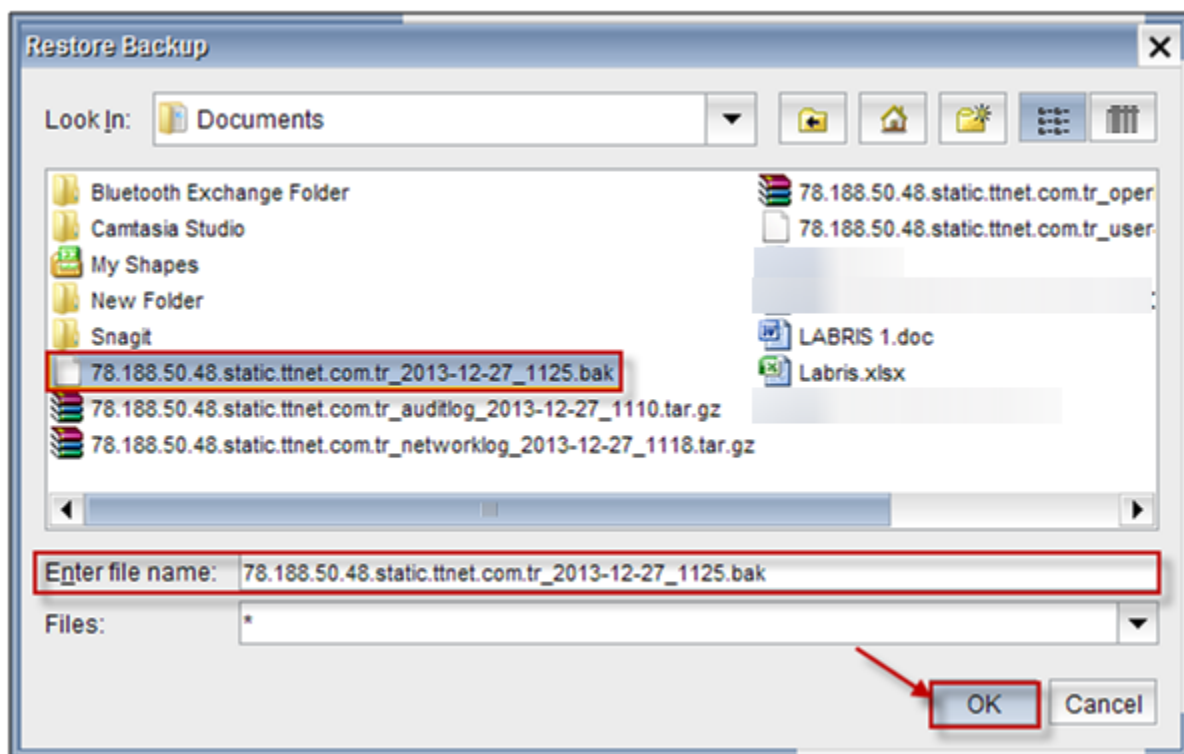 Restore Backup
Look In:
Documents
Bluetooth Exchange Folder
Camtasia Studio
My Shapes
New Folder
Snagit
78.188.50.48.static.ttnet.com.tr_2013-12-27_1125.bak
78.188.50.48.static.ttnet.com.tr_auditlog_2013-12-27_1110.tar.gz
78.188.50.48.static.ttnet.com.tr_networklog_2013-12-27_1118.tar.gz
78.188.50.48.static.ttnet.com.tr_oper
78.188.50.48.static.ttnet.com.tr_user-
LABRIS 1.doc
Labris.xlsx
Enter file name: 78.188.50.48.static.ttnet.com.tr_2013-12-27_1125.bak
Files: *
OK Cancel